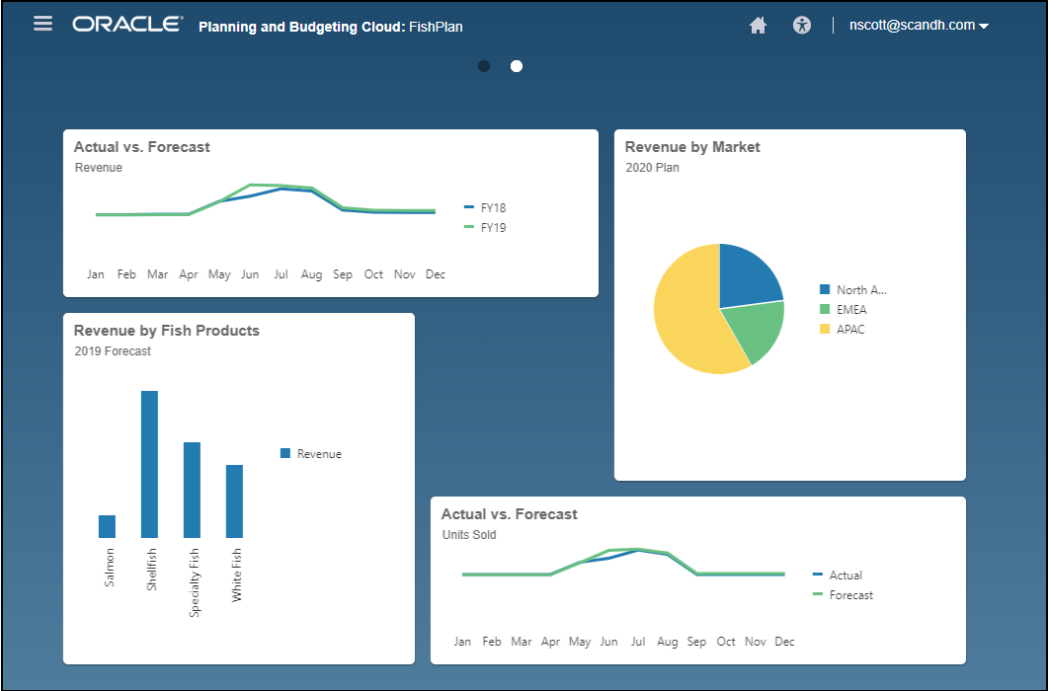 ORACLE® Planning and Budgeting Cloud: FishPlan
nscott@scandh.com
Actual vs. Forecast
Revenue
FY18
FY19
Jan Feb Mar Apr May Jun Jul Aug Sep Oct Nov Dec
Revenue by Market
2020 Plan
North A...
EMEA
APAC
Revenue by Fish Products
2019 Forecast
Revenue
Salmon
Shellfish
Specialty Fish
White Fish
Actual vs. Forecast
Units Sold
Actual
Forecast
Jan Feb Mar Apr May Jun Jul Aug Sep Oct Nov Dec